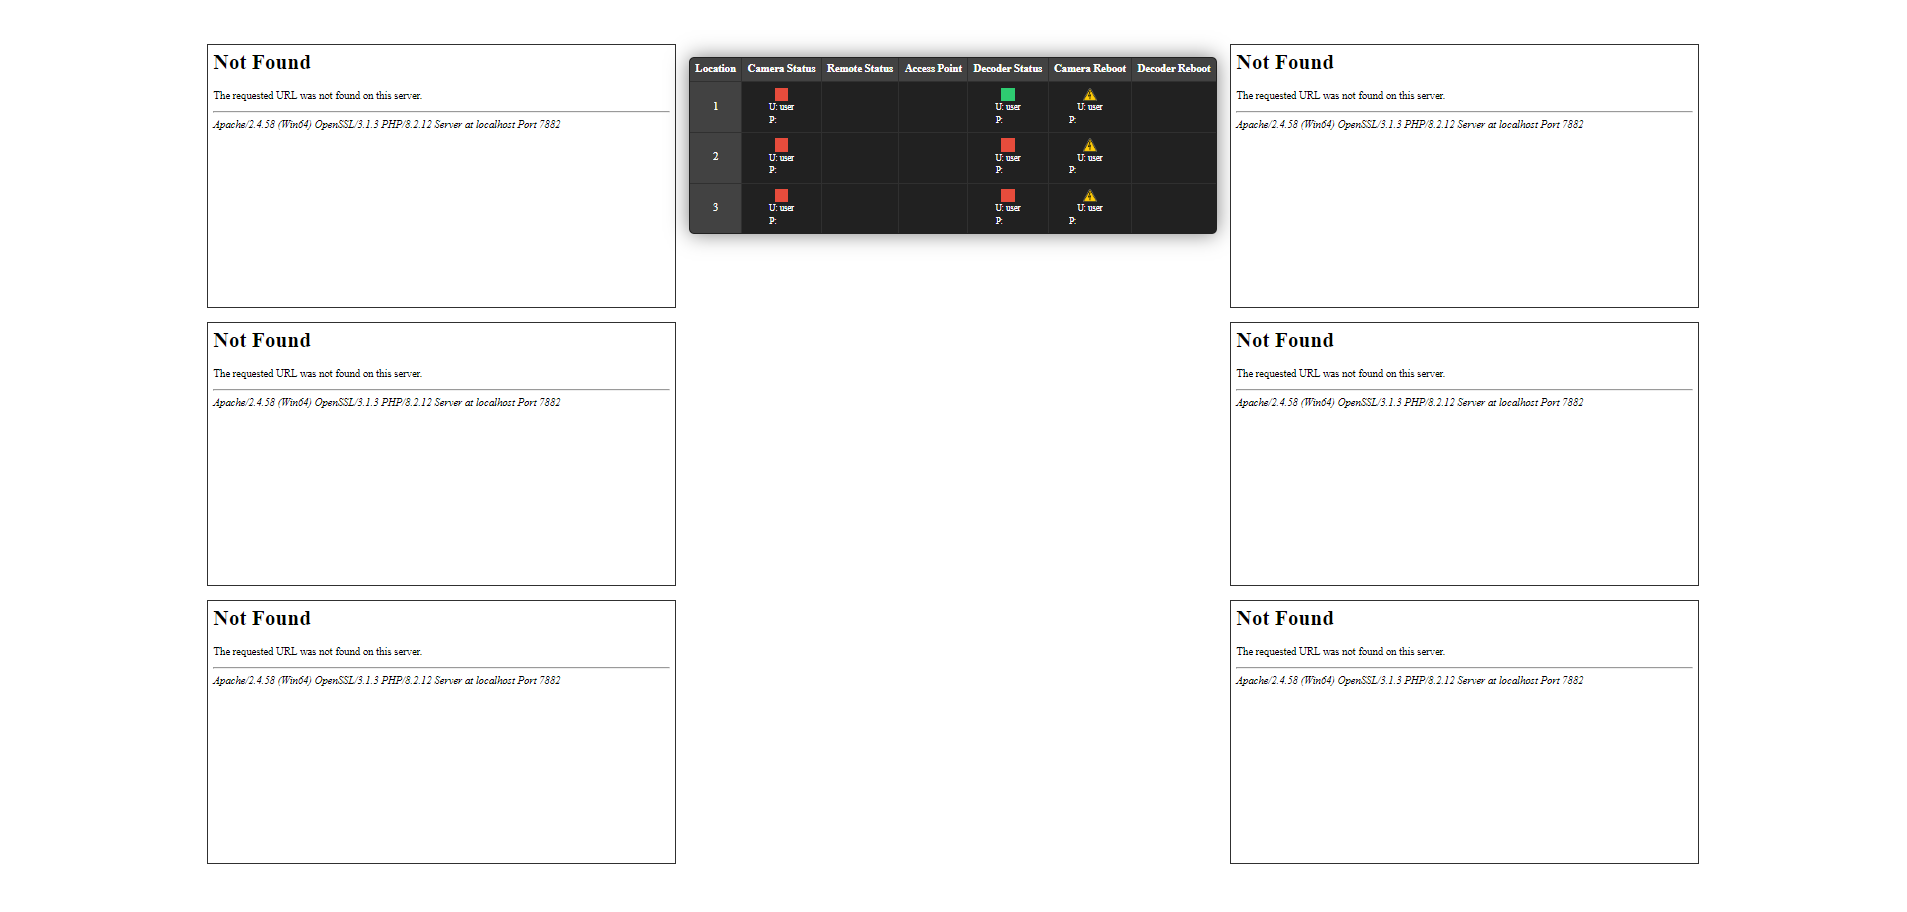 Not Found
The requested URL was not found on this server.
Apache/2.4.58 (Win64) OpenSSL/3.1.3 PHP/8.2.12 Server at localhost Port 7882
Not Found
The requested URL was not found on this server.
Apache/2.4.58 (Win64) OpenSSL/3.1.3 PHP/8.2.12 Server at localhost Port 7882
Not Found
The requested URL was not found on this server.
Apache/2.4.58 (Win64) OpenSSL/3.1.3 PHP/8.2.12 Server at localhost Port 7882
Location Camera Status Remote Status Access Point Decoder Status Camera Reboot Decoder Reboot
1
U: user U: user U: user
P: P: P:
2
U: user U: user U: user
P: P: P:
3
U: user U: user U: user
P: P: P:
Not Found
The requested URL was not found on this server.
Apache/2.4.58 (Win64) OpenSSL/3.1.3 PHP/8.2.12 Server at localhost Port 7882
Not Found
The requested URL was not found on this server.
Apache/2.4.58 (Win64) OpenSSL/3.1.3 PHP/8.2.12 Server at localhost Port 7882
Not Found
The requested URL was not found on this server.
Apache/2.4.58 (Win64) OpenSSL/3.1.3 PHP/8.2.12 Server at localhost Port 7882